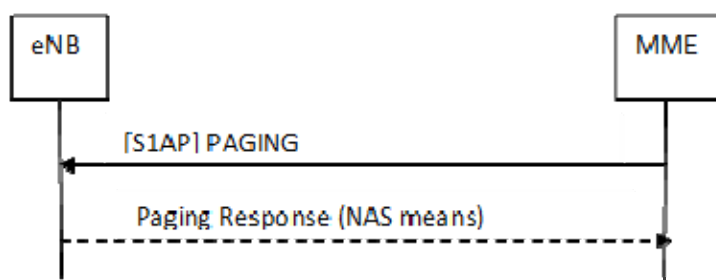 eNB
MME
[S1AP] PAGING
Paging Response (NAS means)